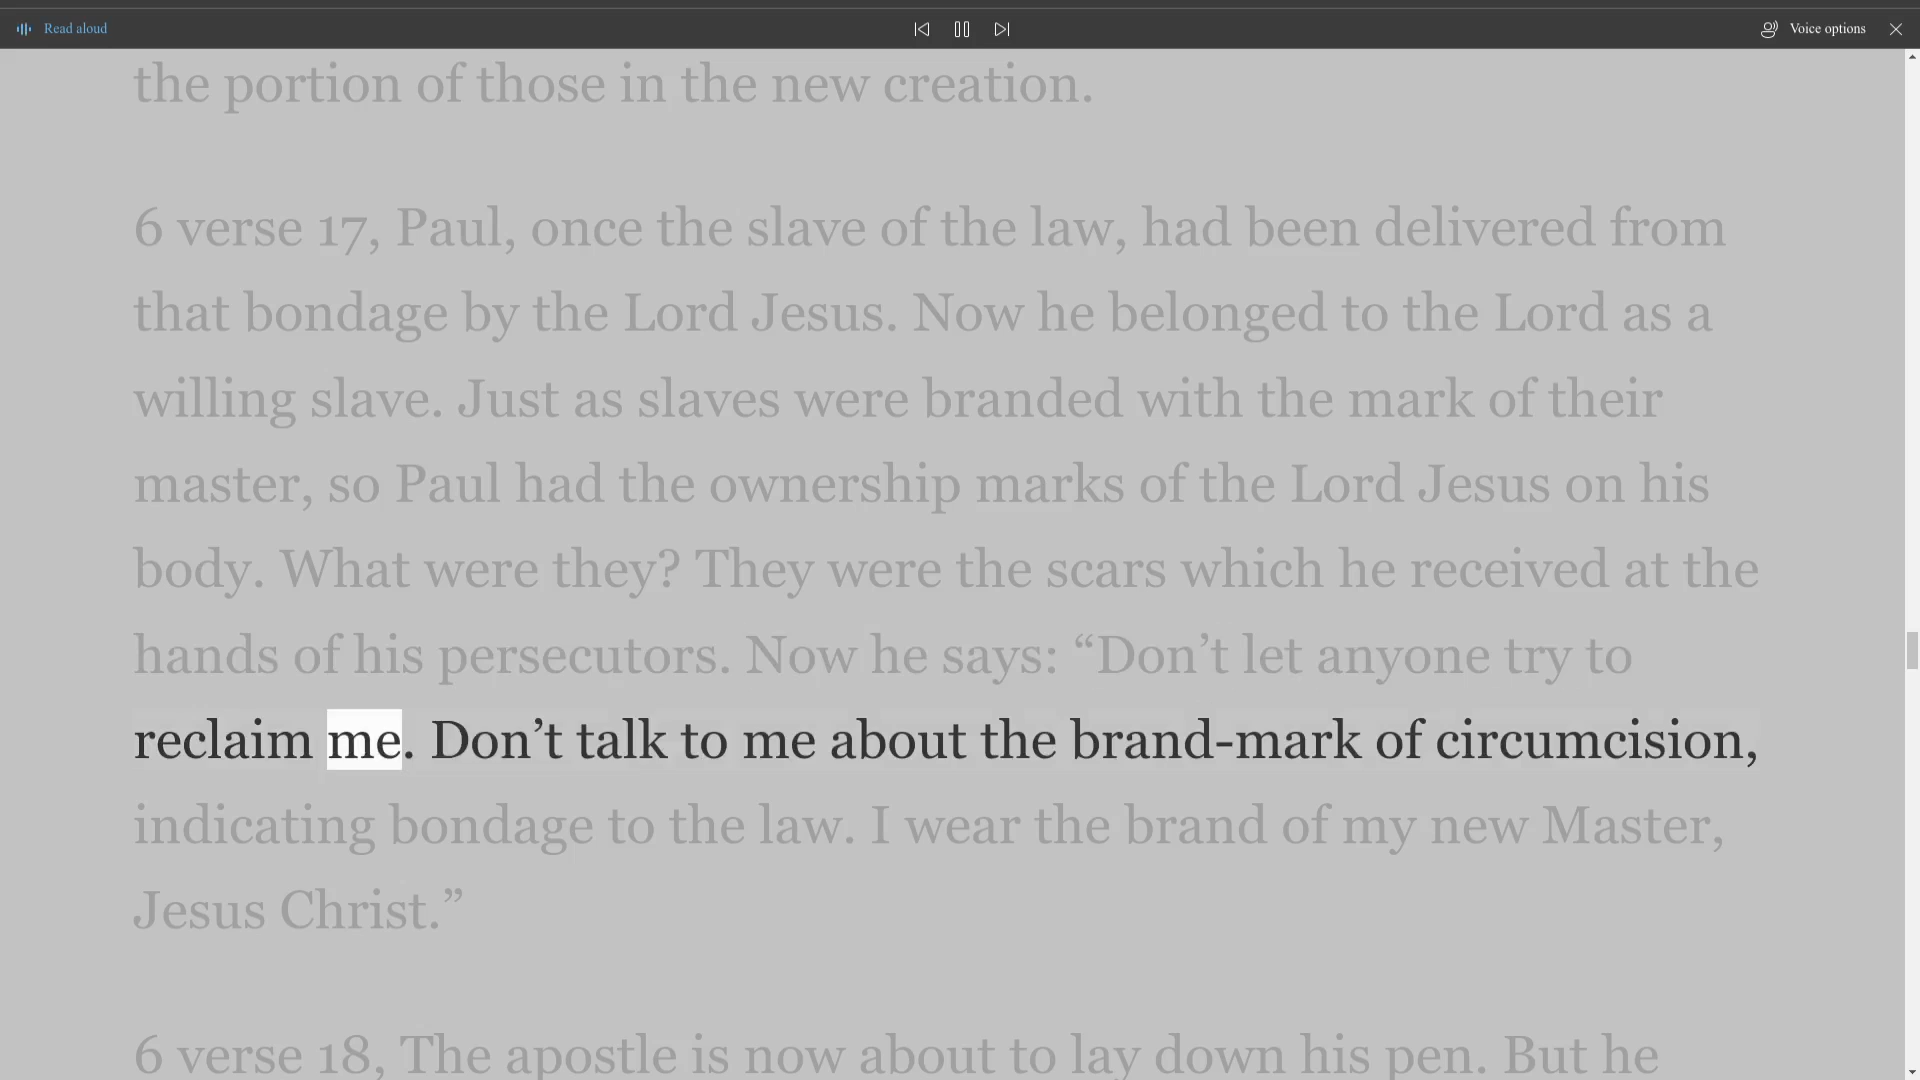 Read aloud
Voice options
the portion of those in the new creation.
6 verse 17, Paul, once the slave of the law, had been delivered from
that bondage by the Lord Jesus. Now he belonged to the Lord as a
willing slave. Just as slaves were branded with the mark of their
master, so Paul had the ownership marks of the Lord Jesus on his
body. What were they? They were the scars which he received at the
hands of his persecutors. Now he says: “Don’t let anyone try to
reclaim me. Don’t talk to me about the brand-mark of circumcision,
indicating bondage to the law. I wear the brand of my new Master,
Jesus Christ.”
6 verse 18, The apostle is now about to lay down his pen. But he